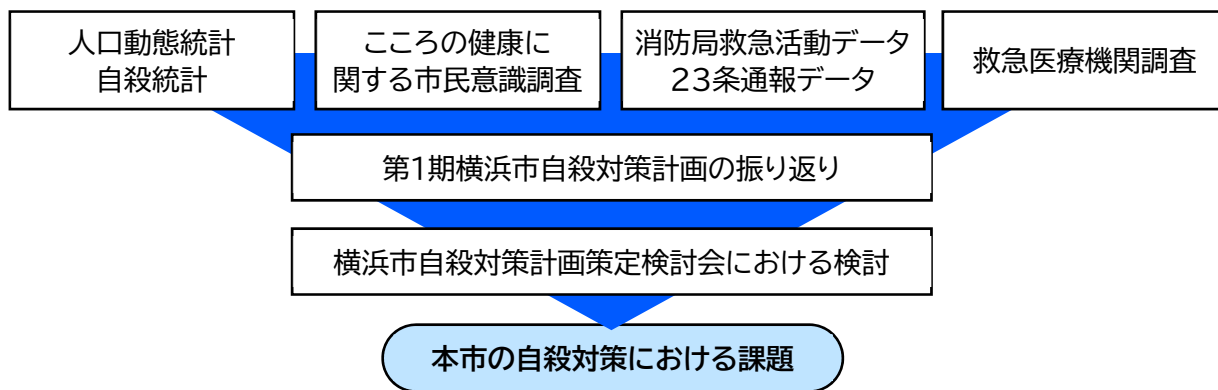 人口動態統計
自殺統計
こころの健康に
関する市民意識調査
消防局救急活動データ
23条通報データ
救急医療機関調査
第1期横浜市自殺対策計画の振り返り
横浜市自殺対策計画策定検討会における検討
本市の自殺対策における課題